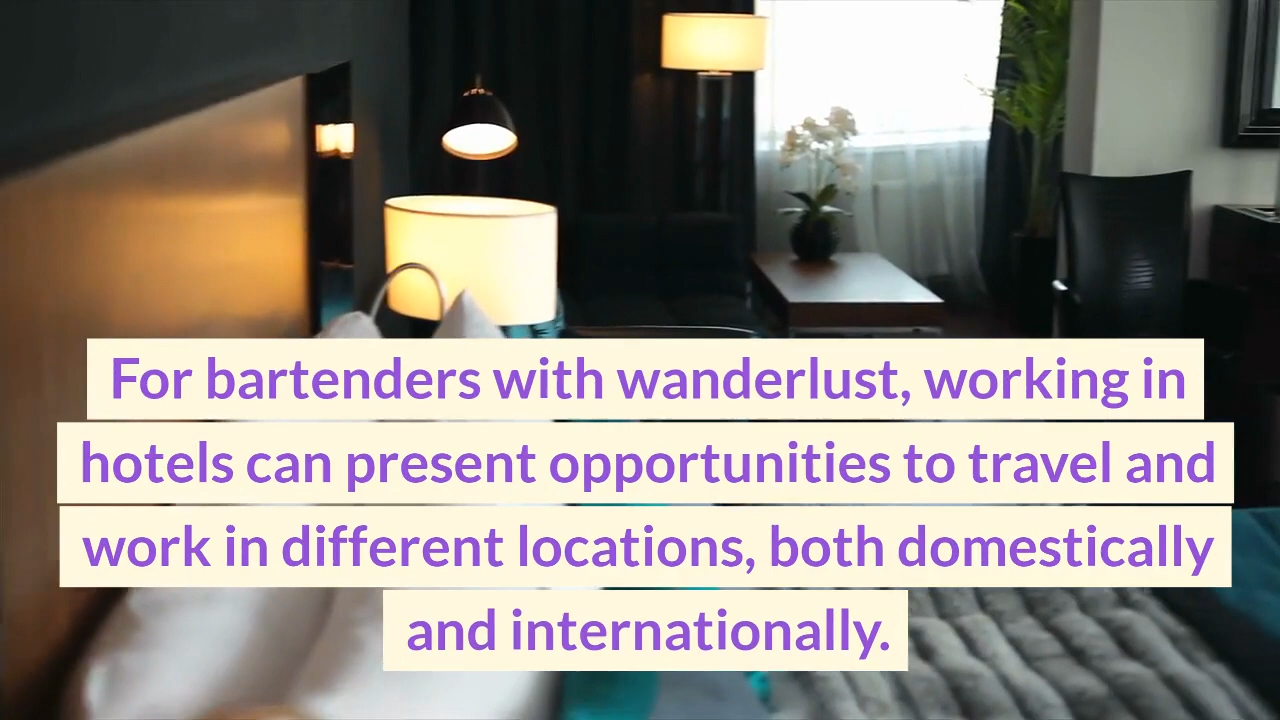 For bartenders with wanderlust, working in
hotels can present opportunities to travel and
work in different locations, both domestically
and internationally.